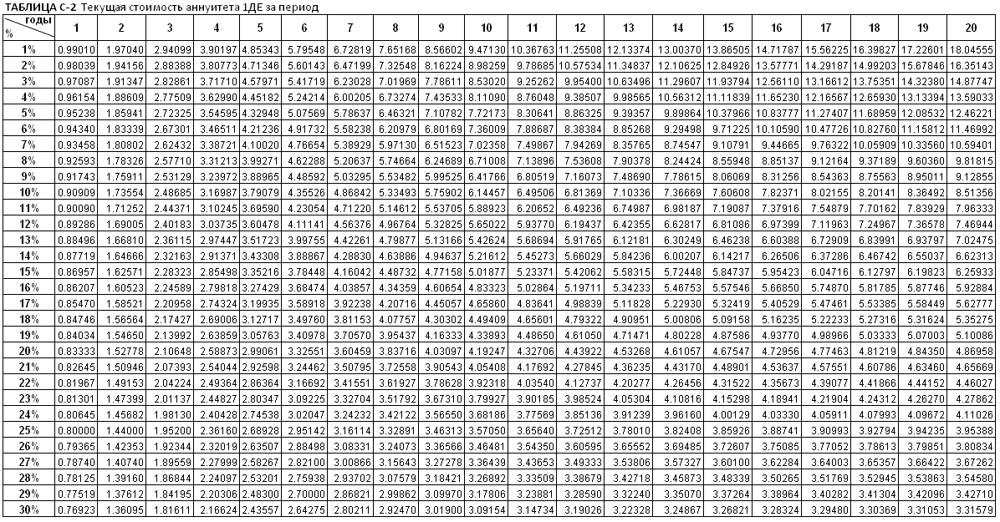 ТАБЛИЦА С-2 Текущая стоимость аннуитета 1ДЕ за период
годы
% 1 2 3 4 5 6 7 8 9 10 11 12 13 14 15 16 17 18 19 20
1% 0.99010 1.97040 2.94099 3.90197 4.85343 5.79548 6.72819 7.65168 8.56602 9.47130 10.36763 11.25508 12.13374 13.00370 13.86505 14.71787 15.56225 16.39827 17.22601 18.04555
2% 0.98039 1.94156 2.88388 3.80773 4.71346 5.60143 6.47199 7.32548 8.16224 8.98259 9.78685 10.57534 11.34837 12.10625 12.84926 13.57771 14.29187 14.99203 15.67846 16.35143
3% 0.97087 1.91347 2.82861 3.71710 4.57971 5.41719 6.23028 7.01969 7.78611 8.53020 9.25262 9.95400 10.63496 11.29607 11.93794 12.56110 13.16612 13.75351 14.32380 14.87747
4% 0.96154 1.88609 2.77509 3.62990 4.45182 5.24214 6.00205 6.73274 7.43533 8.11090 8.76048 9.38507 9.98565 10.56312 11.11839 11.65230 12.16567 12.65930 13.13394 13.59033
5% 0.95238 1.85941 2.72325 3.54595 4.32948 5.07569 5.78637 6.46321 7.10782 7.72173 8.30641 8.86325 9.39357 9.89864 10.37966 10.83777 11.27407 11.68959 12.08532 12.46221
6% 0.94340 1.83339 2.67301 3.46511 4.21236 4.91732 5.58238 6.20979 6.80169 7.36009 7.88687 8.38384 8.85268 9.29498 9.71225 10.10590 10.47726 10.82760 11.15812 11.46992
7% 0.93458 1.80802 2.62432 3.38721 4.10020 4.76654 5.38929 5.97130 6.51523 7.02358 7.49867 7.94269 8.35765 8.74547 9.10791 9.44665 9.76322 10.05909 10.33560 10.59401
8% 0.92593 1.78326 2.57710 3.31213 3.99271 4.62288 5.20637 5.74664 6.24689 6.71008 7.13896 7.53608 7.90378 8.24424 8.55948 8.85137 9.12164 9.37189 9.60360 9.81815
9% 0.91743 1.75911 2.53129 3.23972 3.88965 4.48592 5.03295 5.53482 5.99525 6.41766 6.80519 7.16073 7.48690 7.78615 8.06069 8.31256 8.54363 8.75563 8.95011 9.12855
10% 0.90909 1.73554 2.48685 3.16987 3.79079 4.35526 4.86842 5.33493 5.75902 6.14457 6.49506 6.81369 7.10336 7.36669 7.60608 7.82371 8.02155 8.20141 8.36492 8.51356
11% 0.90090 1.71252 2.44371 3.10245 3.69590 4.23054 4.71220 5.14612 5.53705 5.88923 6.20652 6.49236 6.74987 6.98187 7.19087 7.37916 7.54879 7.70162 7.83929 7.96333
12% 0.89286 1.69005 2.40183 3.03735 3.60478 4.11141 4.56376 4.96764 5.32825 5.65022 5.93770 6.19437 6.42355 6.62817 6.81086 6.97399 7.11963 7.24967 7.36578 7.46944
13% 0.88496 1.66810 2.36115 2.97447 3.51723 3.99755 4.42261 4.79877 5.13166 5.42624 5.68694 5.91765 6.12181 6.30249 6.46238 6.60388 6.72909 6.83991 6.93797 7.02475
14% 0.87719 1.64666 2.32163 2.91371 3.43308 3.88867 4.28830 4.63886 4.94637 5.21612 5.45273 5.66029 5.84236 6.00207 6.14217 6.26506 6.37286 6.46742 6.55037 6.62313
15% 0.86957 1.62571 2.28323 2.85498 3.35216 3.78448 4.16042 4.48732 4.77158 5.01877 5.23371 5.42062 5.58315 5.72448 5.84737 5.95423 6.04716 6.12797 6.19823 6.25933
16% 0.86207 1.60523 2.24589 2.79818 3.27429 3.68474 4.03857 4.34359 4.60654 4.83323 5.02864 5.19711 5.34233 5.46753 5.57546 5.66850 5.74870 5.81785 5.87746 5.92884
17% 0.85470 1.58521 2.20958 2.74324 3.19935 3.58918 3.92238 4.20716 4.45057 4.65860 4.83641 4.98839 5.11828 5.22930 5.32419 5.40529 5.47461 5.53385 5.58449 5.62777
18% 0.84746 1.56564 2.17427 2.69006 3.12717 3.49760 3.81153 4.07757 4.30302 4.49409 4.65601 4.79322 4.90951 5.00806 5.09158 5.16235 5.22233 5.27316 5.31624 5.35275
19% 0.84034 1.54650 2.13992 2.63859 3.05763 3.40978 3.70570 3.95437 4.16333 4.33893 4.48650 4.61050 4.71471 4.80228 4.87586 4.93770 4.98966 5.03333 5.07003 5.10086
20% 0.83333 1.52778 2.10648 2.58873 2.99061 3.32551 3.60459 3.83716 4.03097 4.19247 4.32706 4.43922 4.53268 4.61057 4.67547 4.72956 4.77463 4.81219 4.84350 4.86958
21% 0.82645 1.50946 2.07393 2.54044 2.92598 3.24462 3.50795 3.72558 3.90543 4.05408 4.17692 4.27845 4.36235 4.43170 4.48901 4.53637 4.57551 4.60786 4.63460 4.65669
22% 0.81967 1.49153 2.04224 2.49364 2.86364 3.16692 3.41551 3.61927 3.78628 3.92318 4.03540 4.12737 4.20277 4.26456 4.31522 4.35673 4.39077 4.41866 4.44152 4.46027
23% 0.81301 1.47399 2.01137 2.44827 2.80347 3.09225 3.32704 3.51792 3.67310 3.79927 3.90185 3.98524 4.05304 4.10816 4.15298 4.18941 4.21904 4.24312 4.26270 4.27862
24% 0.80645 1.45682 1.98130 2.40428 2.74538 3.02047 3.24232 3.42122 3.56550 3.68186 3.77569 3.85136 3.91239 3.96160 4.00129 4.03330 4.05911 4.07993 4.09672 4.11026
25% 0.80000 1.44000 1.95200 2.36160 2.68928 2.95142 3.16114 3.32891 3.46313 3.57050 3.65640 3.72512 3.78010 3.82408 3.85926 3.88741 3.90993 3.92794 3.94235 3.95388
26% 0.79365 1.42353 1.92344 2.32019 2.63507 2.88498 3.08331 3.24073 3.36566 3.46481 3.54350 3.60595 3.65552 3.69485 3.72607 3.75085 3.77052 3.78613 3.79851 3.80834
27% 0.78740 1.40740 1.89559 2.27999 2.58267 2.82100 3.00866 3.15643 3.27278 3.36439 3.43653 3.49333 3.53806 3.57327 3.60100 3.62284 3.64003 3.65357 3.66422 3.67262
28% 0.78125 1.39160 1.86844 2.24097 2.53201 2.75938 2.93702 3.07579 3.18421 3.26892 3.33509 3.38679 3.42718 3.45873 3.48339 3.50265 3.51769 3.52945 3.53863 3.54580
29% 0.77519 1.37612 1.84195 2.20306 2.48300 2.70000 2.86821 2.99862 3.09970 3.17806 3.23881 3.28590 3.32240 3.35070 3.37264 3.38964 3.40282 3.41304 3.42096 3.42710
30% 0.76923 1.36095 1.81611 2.16624 2.43557 2.64275 2.80211 2.92470 3.01900 3.09154 3.14734 3.19026 3.22328 3.24867 3.26821 3.28324 3.29480 3.30369 3.31053 3.31579